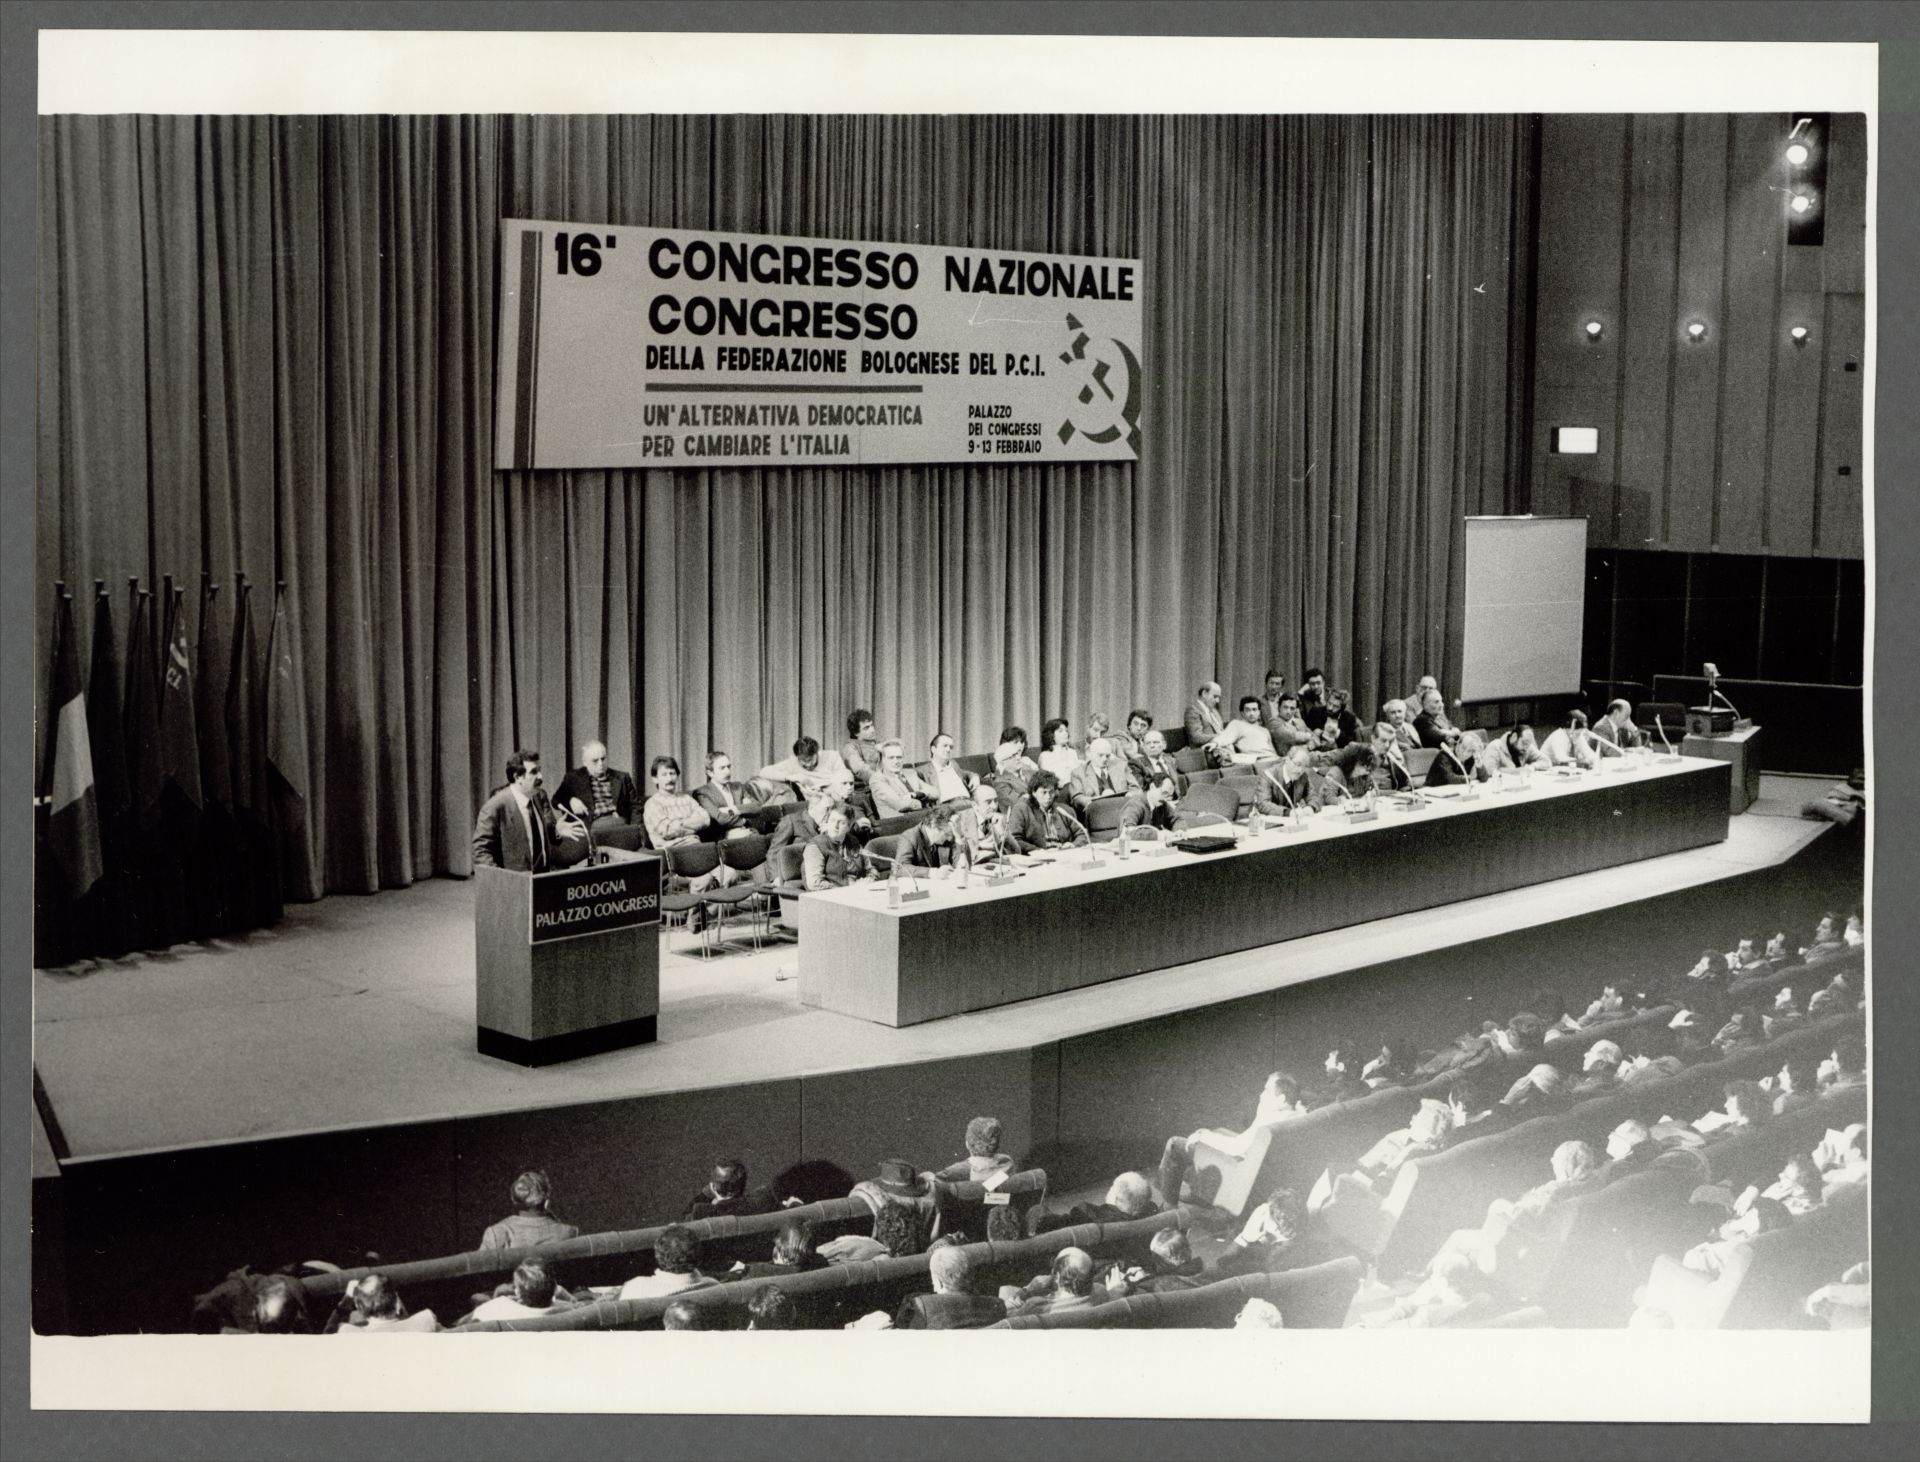 16° CONGRESSO NAZIONALE
CONGRESSO
DELLA FEDERAZIONE BOLOGNESE DEL P.C.I.
UN'ALTERNATIVA DEMOCRATICA
PER CAMBIARE L'ITALIA
PALAZZO
DEI CONGRESSI
9-13 FEBBRAIO
BOLOGNA
PALAZZO CONGRESSI